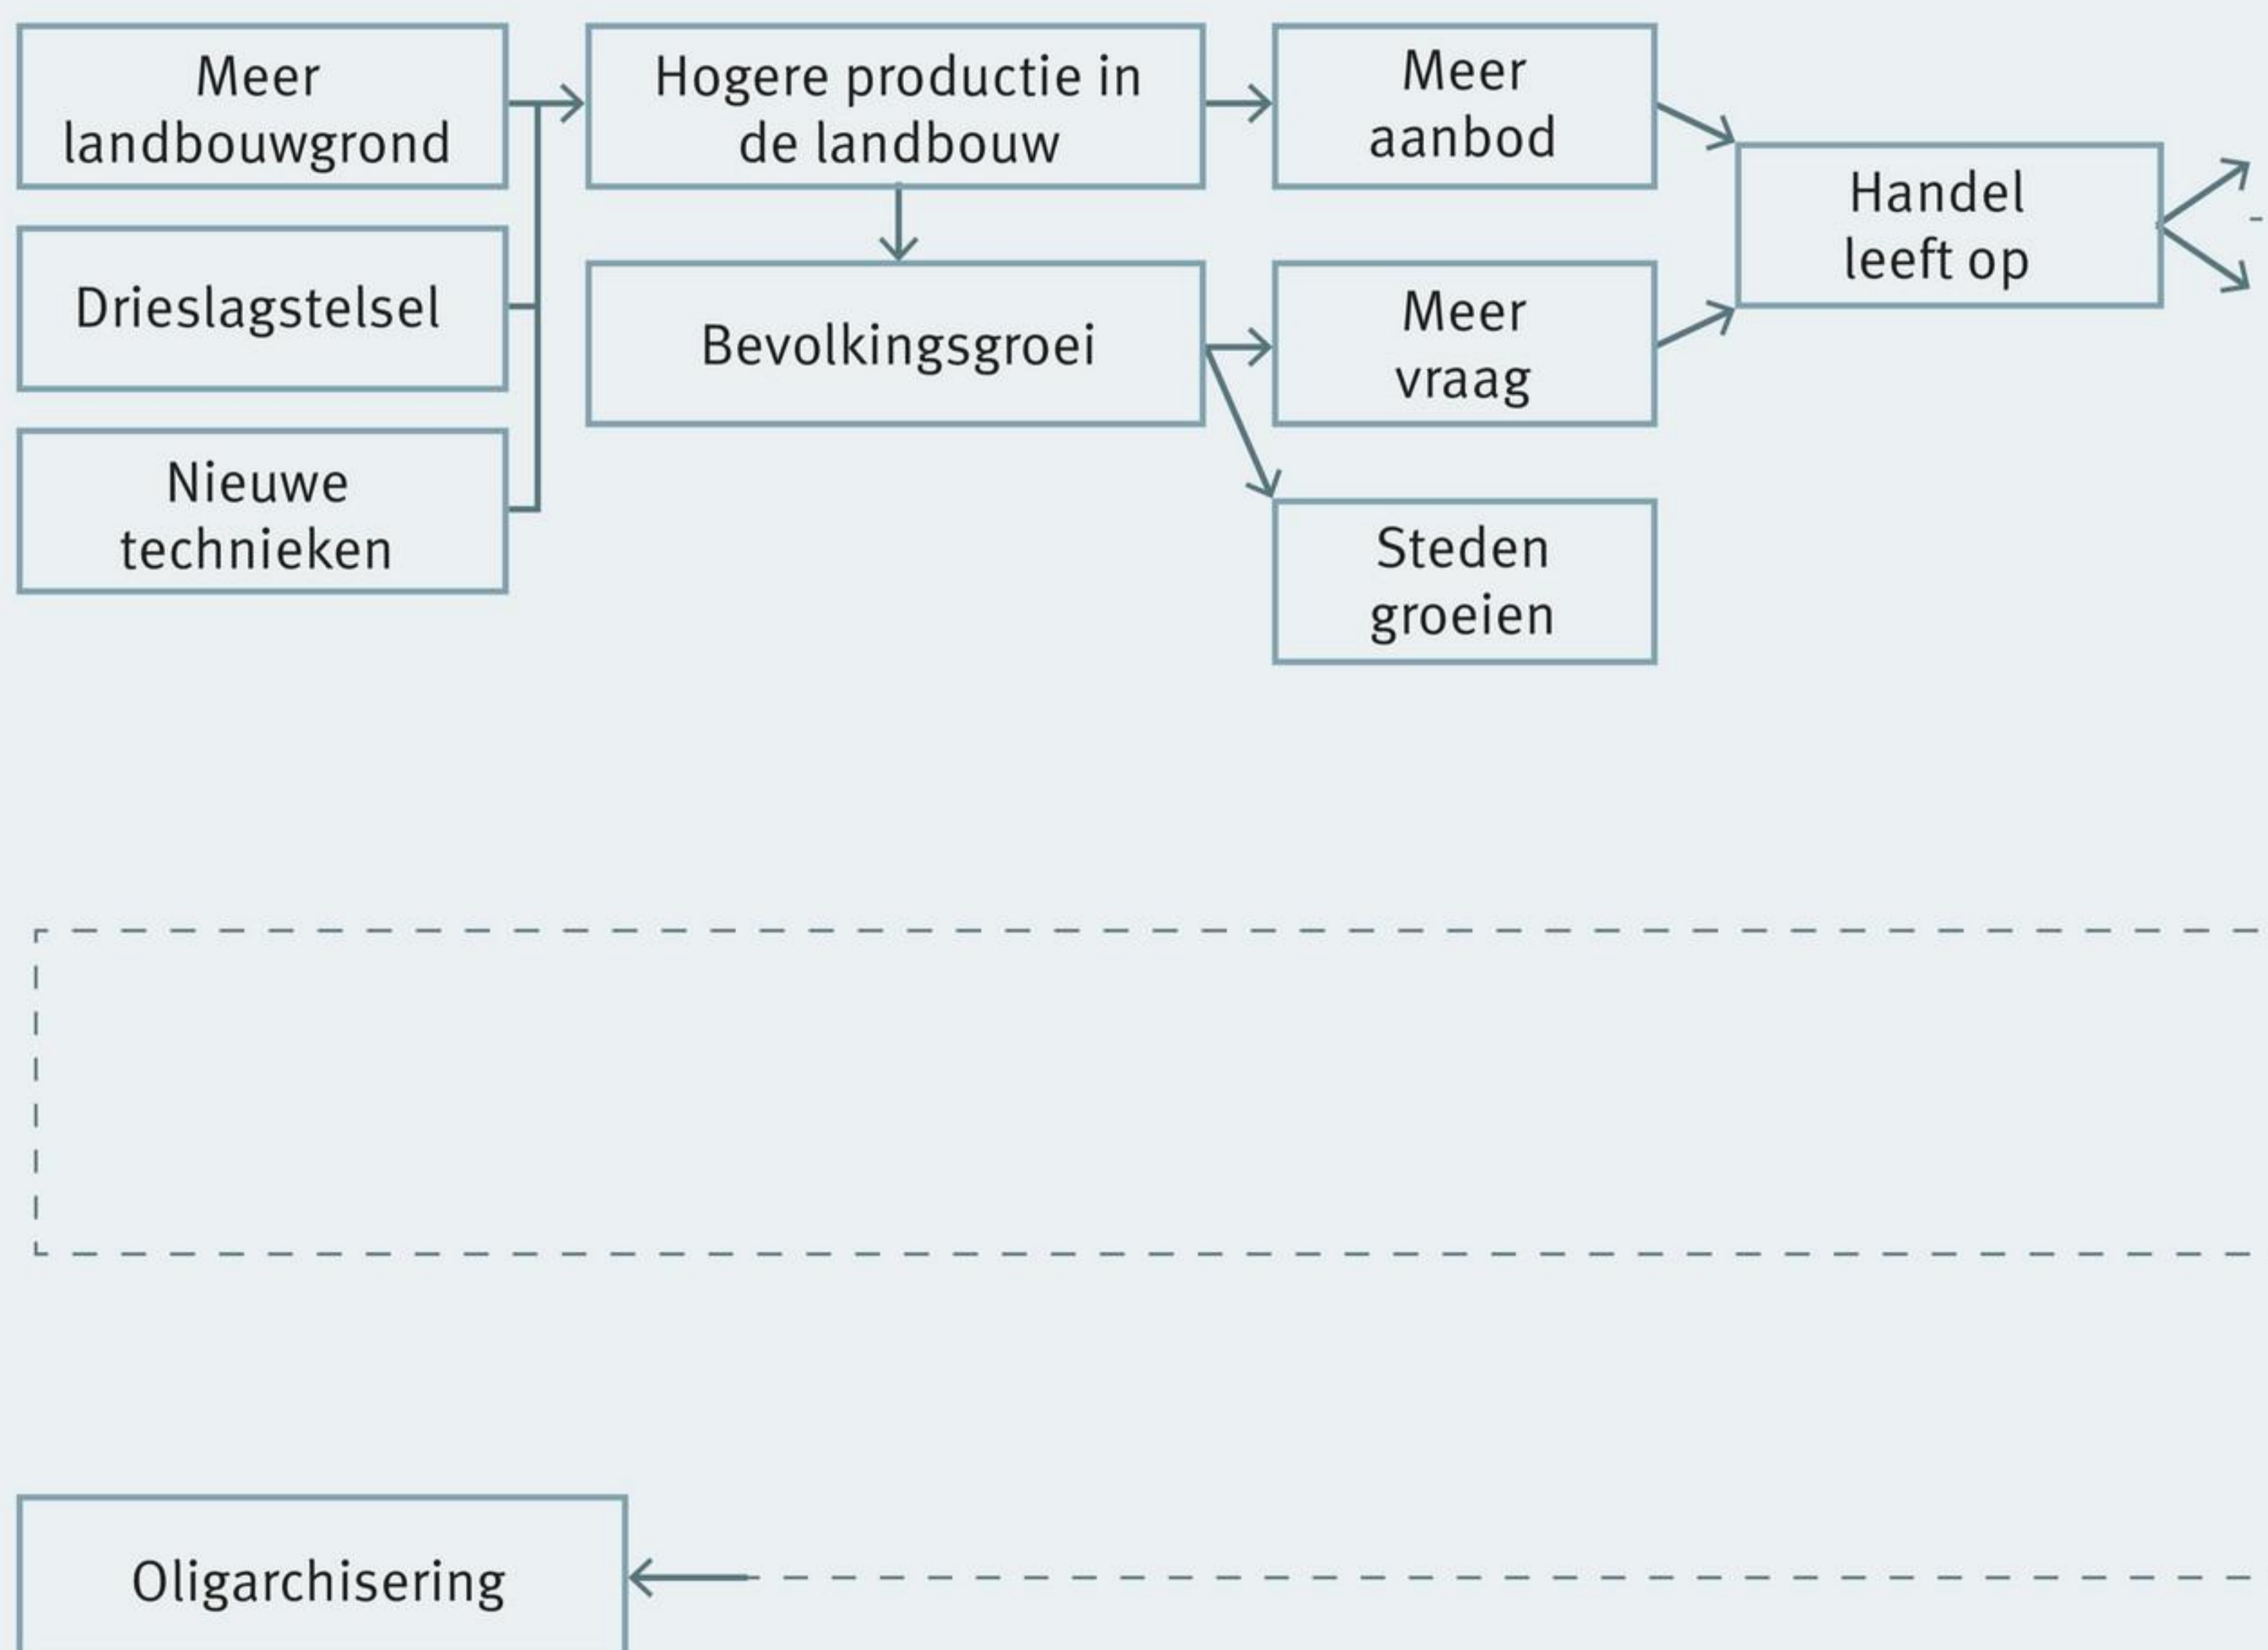 Meer
landbouwgrond
Hogere productie in
de landbouw
Meer
aanbod
Handel
leeft op
Drieslagstelsel
Bevolkingsgroei
Meer
vraag
Nieuwe
technieken
Steden
groeien
Oligarchisering